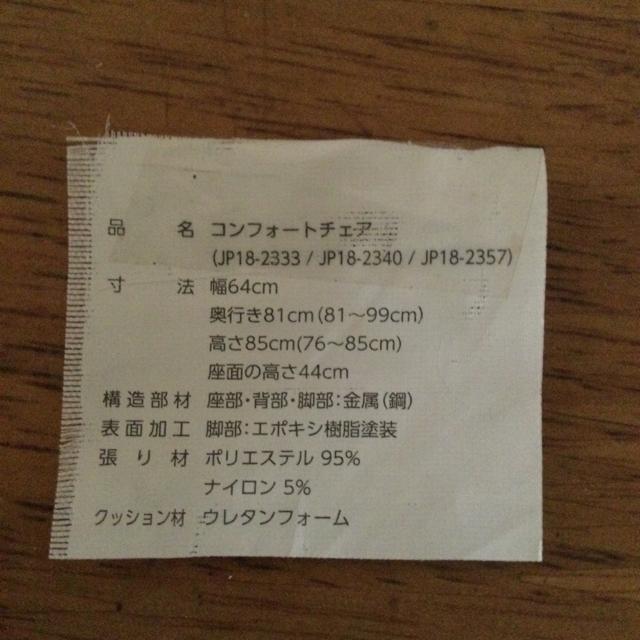 品名 コンフォートチェア
(JP18-2333 / JP18-2340 / JP18-2357)
寸法 幅64cm
奥行き81cm(81～99cm)
高さ85cm(76～85cm)
座面の高さ44cm
構造部材 座部・背部・脚部:金属(鋼)
表面加工 脚部:エポキシ樹脂塗装
張り材 ポリエステル 95%
ナイロン 5%
クッション材 ウレタンフォーム